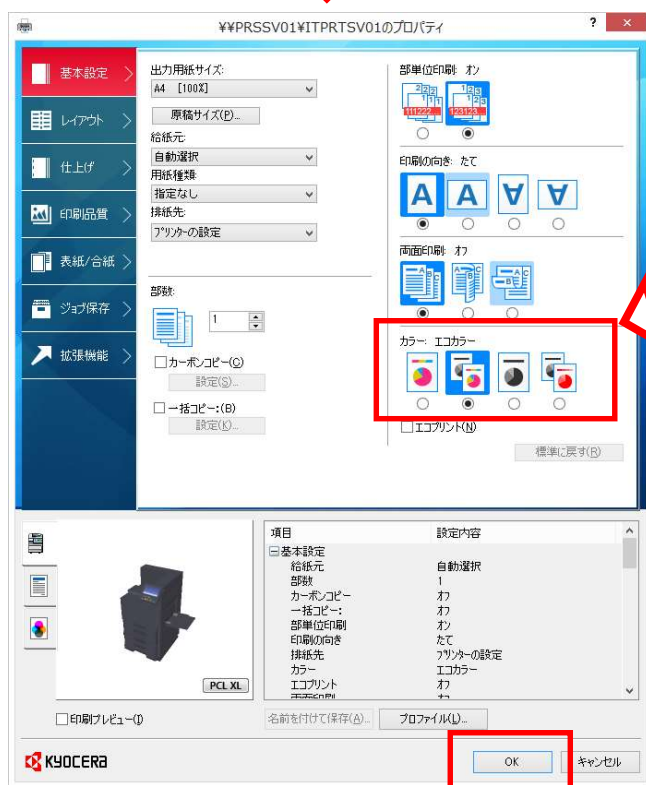 ¥¥PRSSV01¥ITPRTSV01のプロパティ
?
×
基本設定
レイアウト
仕上げ
印刷品質
表紙/合紙
ジョブ保存
拡張機能
出力用紙サイズ:
A4 [100%]
原稿サイズ(P)...
給紙元:
自動選択
用紙種類:
指定なし
排紙先:
プリンターの設定
部数:
1
カーボンコピー(C)
設定(S)...
一括コピー:(B)
設定(K)...
部単位印刷: オン
111222
123123
印刷の向き: たて
A A A A
両面印刷: オフ
カラー: エコカラー
エコプリント(N)
標準に戻す(R)
PCL XL
印刷プレビュー(I)
項目 設定内容
基本設定
給紙元 自動選択
部数 1
カーボンコピー オフ
一括コピー: オフ
部単位印刷 オン
印刷の向き たて
排紙先 プリンターの設定
カラー エコカラー
エコプリント オフ
両面印刷 オフ
名前を付けて保存(A)...
プロファイル(L)...
KYOCERA
OK
キャンセル